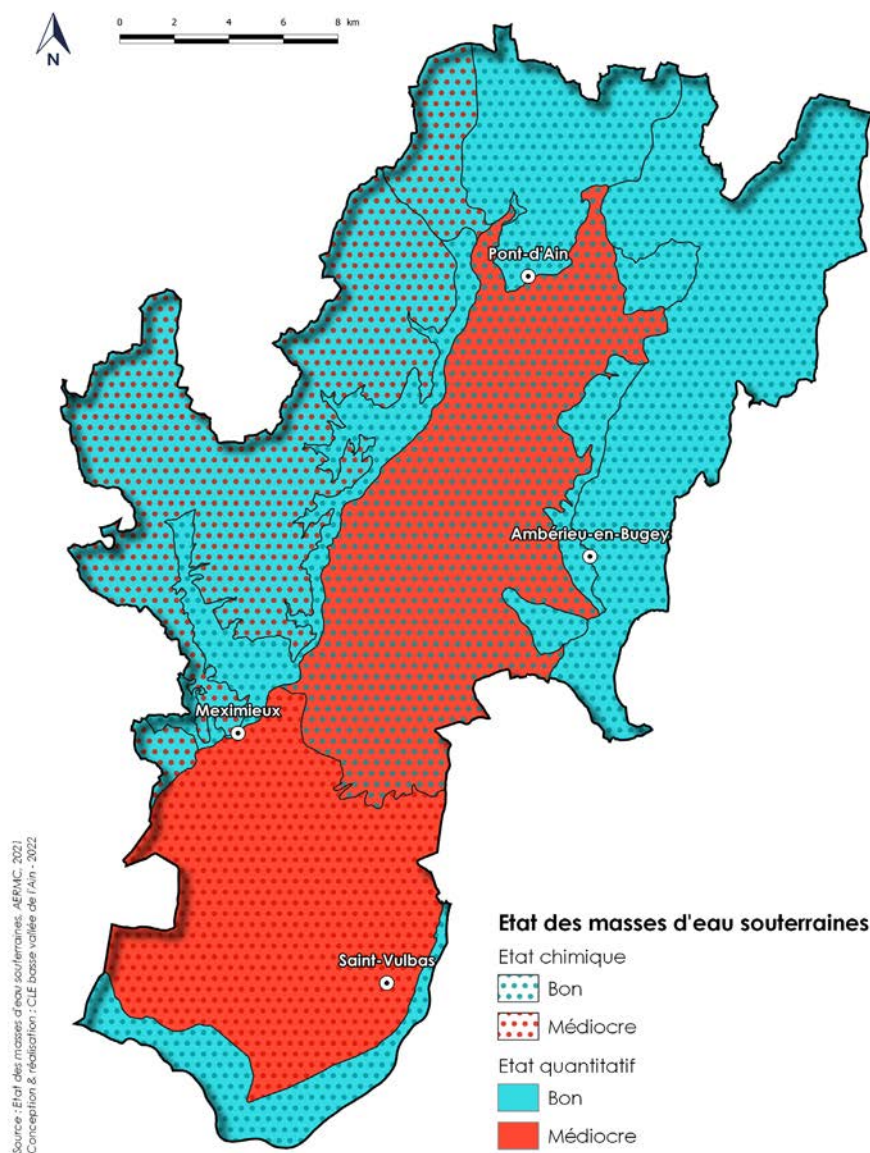 N
0 2 4 6 8 km
Pont-d'Ain
Ambérieu-en-Bugey
Meximieux
Saint-Vulbas
Source : Etat des masses d'eau souterraines, AERMC, 2021
Conception & réalisation : CLE basse vallée de l'Ain - 2022
Etat des masses d'eau souterraines
Etat chimique
Bon
Médiocre
Etat quantitatif
Bon
Médiocre